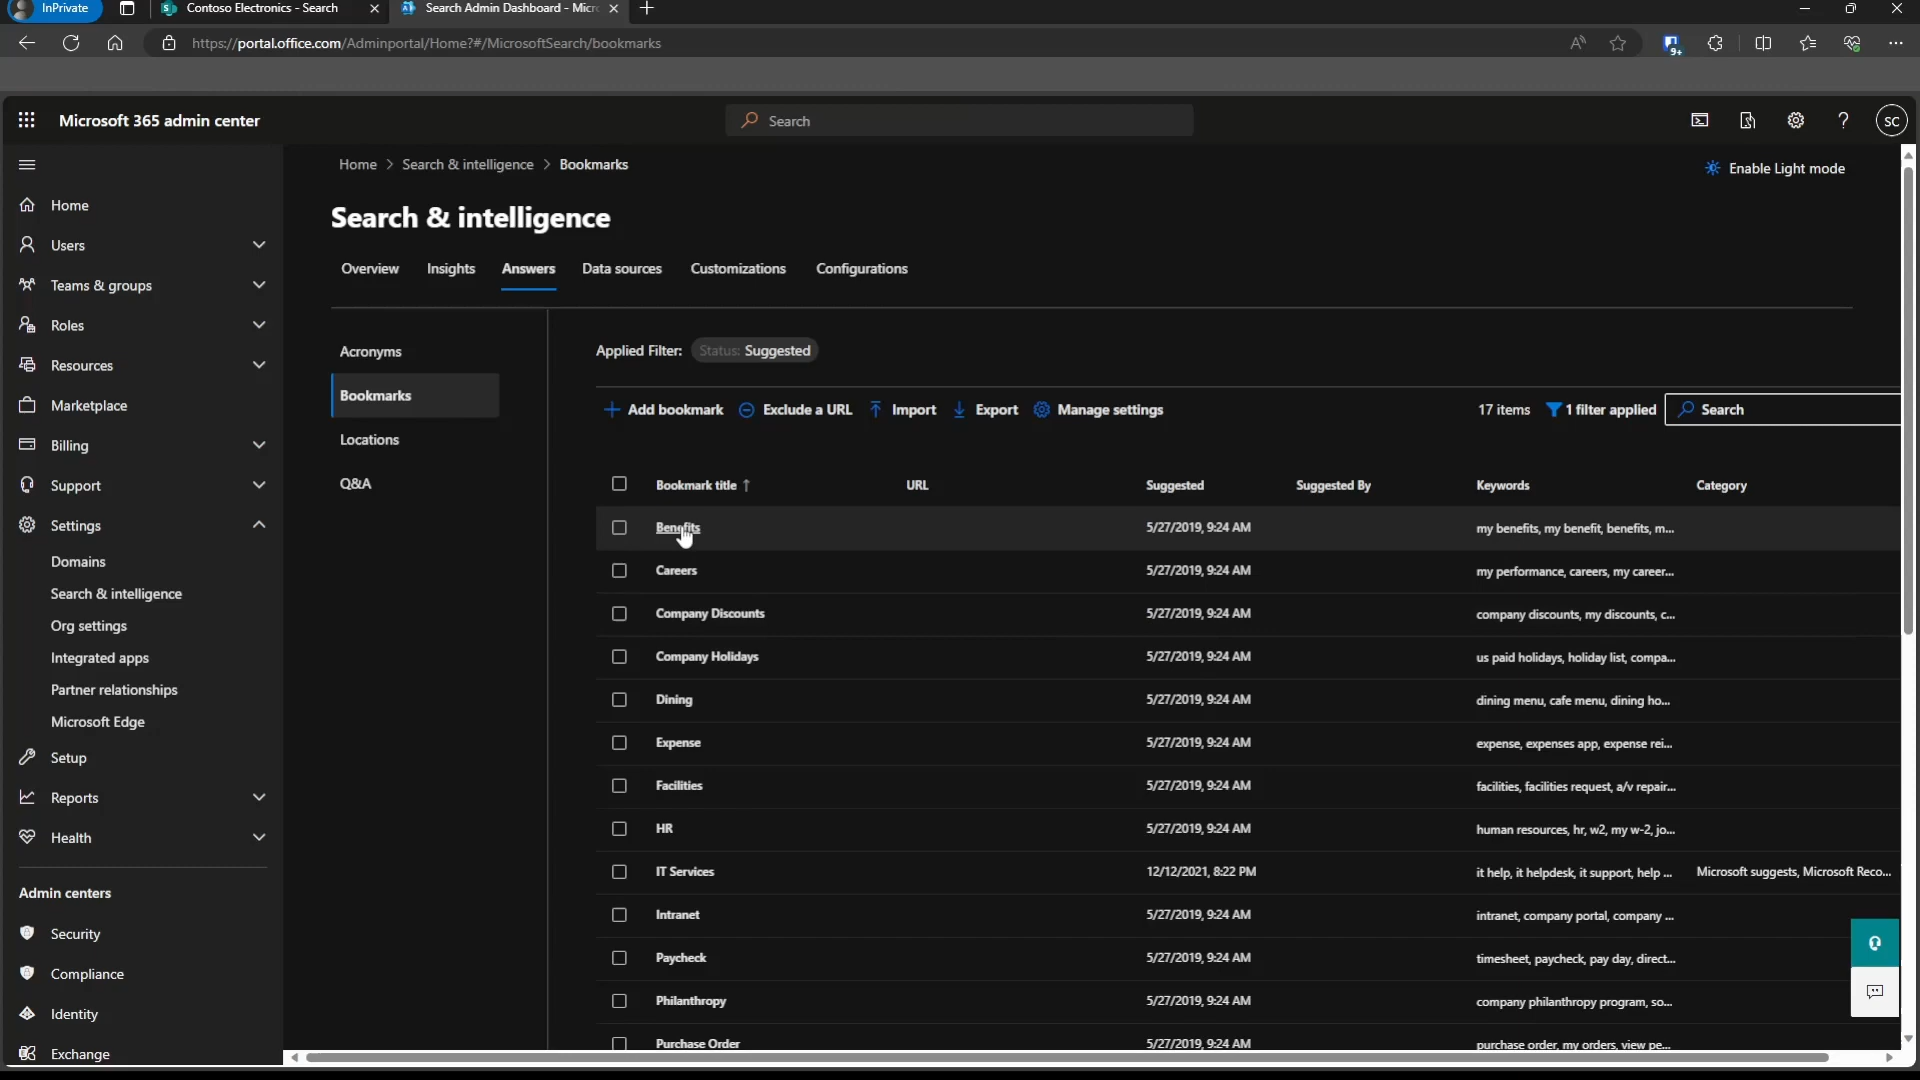 InPrivate
Contoso Electronics - Search
Search Admin Dashboard - Micr
https://portal.office.com/Adminportal/Home?#/MicrosoftSearch/bookmarks
9+
Microsoft 365 admin center
Search
SC
Home > Search & intelligence > Bookmarks
Enable Light mode
Search & intelligence
Overview Insights Answers Data sources Customizations Configurations
Home
Users
Teams & groups
Roles
Resources
Marketplace
Billing
Support
Settings
Domains
Search & intelligence
Org settings
Integrated apps
Partner relationships
Microsoft Edge
Setup
Reports
Health
Admin centers
Security
Compliance
Identity
Exchange
Acronyms
Bookmarks
Locations
Q&A
Applied Filter: Status: Suggested
Add bookmark Exclude a URL Import Export Manage settings 17 items 1 filter applied Search
Bookmark title ↑ URL Suggested Suggested By Keywords Category
Benefits 5/27/2019, 9:24 AM my benefits, my benefit, benefits, m...
Careers 5/27/2019, 9:24 AM my performance, careers, my career...
Company Discounts 5/27/2019, 9:24 AM company discounts, my discounts, c...
Company Holidays 5/27/2019, 9:24 AM us paid holidays, holiday list, compa...
Dining 5/27/2019, 9:24 AM dining menu, cafe menu, dining ho...
Expense 5/27/2019, 9:24 AM expense, expenses app, expense rei...
Facilities 5/27/2019, 9:24 AM facilities, facilities request, a/v repair...
HR 5/27/2019, 9:24 AM human resources, hr, w2, my w-2, jo...
IT Services 12/12/2021, 8:22 PM it help, it helpdesk, it support, help ... Microsoft suggests, Microsoft Reco...
Intranet 5/27/2019, 9:24 AM intranet, company portal, company ...
Paycheck 5/27/2019, 9:24 AM timesheet, paycheck, pay day, direct...
Philanthropy 5/27/2019, 9:24 AM company philanthropy program, so...
Purchase Order 5/27/2019, 9:24 AM purchase order, my orders, view pe...